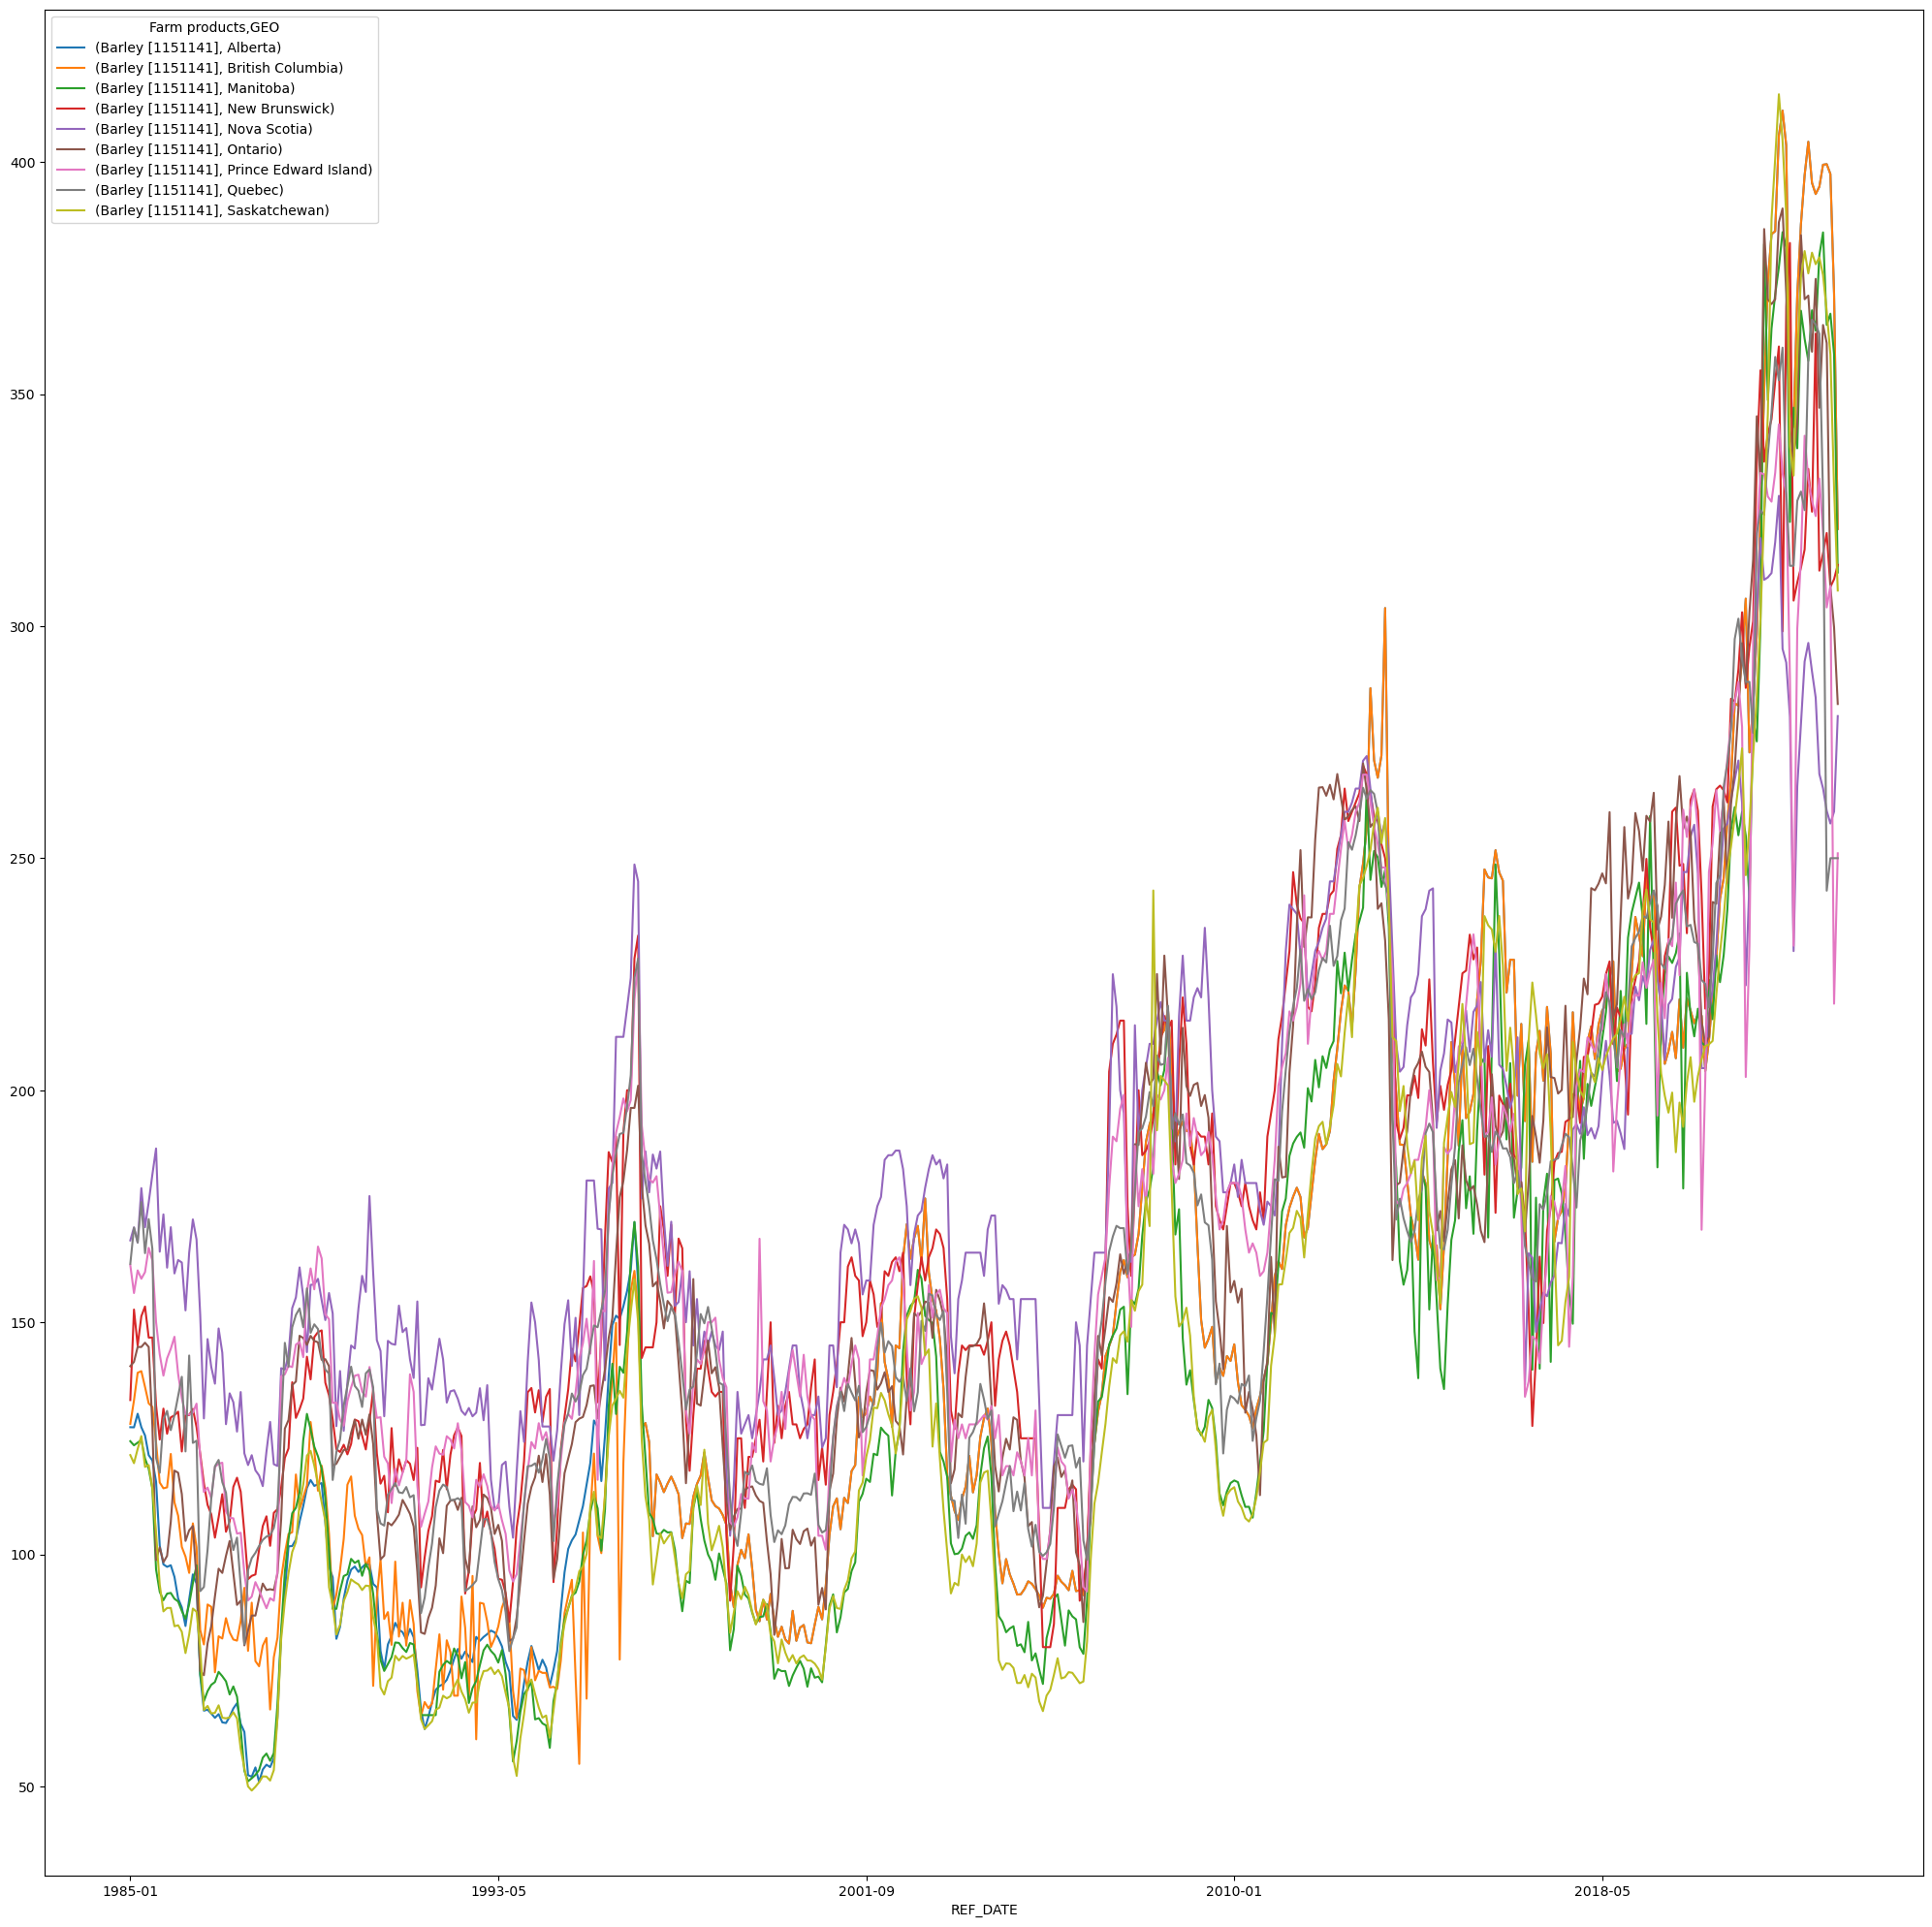 Farm products,GEO
(Barley [1151141], Alberta)
(Barley [1151141], British Columbia)
(Barley [1151141], Manitoba)
(Barley [1151141], New Brunswick)
(Barley [1151141], Nova Scotia)
(Barley [1151141], Ontario)
(Barley [1151141], Prince Edward Island)
(Barley [1151141], Quebec)
(Barley [1151141], Saskatchewan)
400
350
300
250
200
150
100
50
1985-01 1993-05 2001-09 2010-01 2018-05
REF_DATE